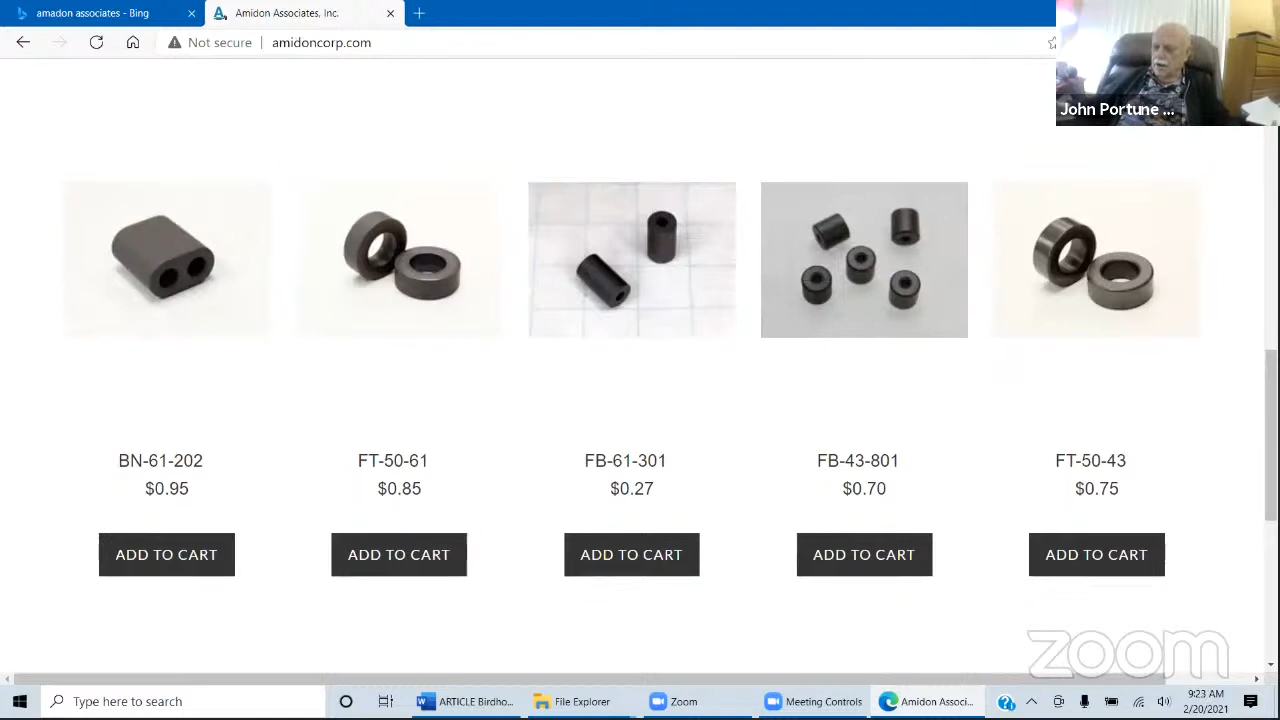 amadon associates - Bing
Amidon Associates, Inc.
Not secure | amidoncorp.com
John Portune ...
BN-61-202
FT-50-61
FB-61-301
FB-43-801
FT-50-43
$0.95
$0.85
$0.27
$0.70
$0.75
ADD TO CART
ADD TO CART
ADD TO CART
ADD TO CART
ADD TO CART
zoom
Type here to search
ARTICLE Birdho...
File Explorer
Zoom
Meeting Controls
Amidon Associa...
9:23 AM
2/20/2021